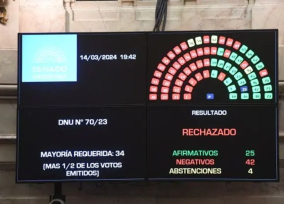 SENADO
14/03/2024 19:42
DNU N° 70/23
MAYORÍA REQUERIDA: 34
(MAS 1/2 DE LOS VOTOS
EMITIDOS)
RESULTADO
RECHAZADO
AFIRMATIVOS 25
NEGATIVOS 42
ABSTENCIONES 4